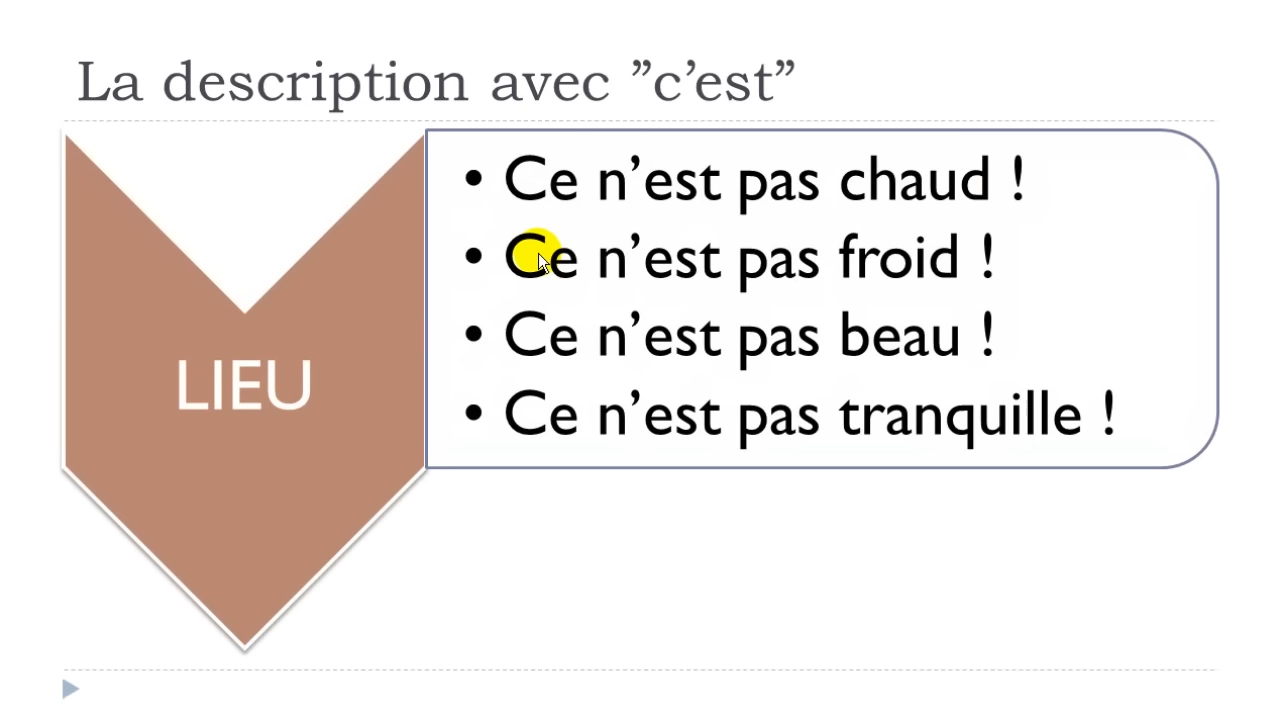 La description avec ”c’est”
LIEU
• Ce n’est pas chaud !
• Ce n’est pas froid !
• Ce n’est pas beau !
• Ce n’est pas tranquille !